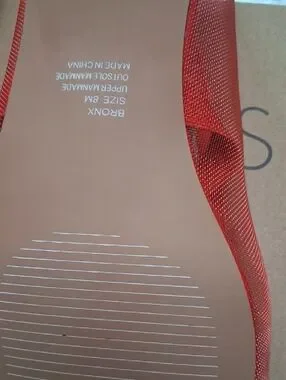 BRONX
SIZE 8M
UPPER MANMADE
OUTSOLE MANMADE
MADE IN CHINA
S